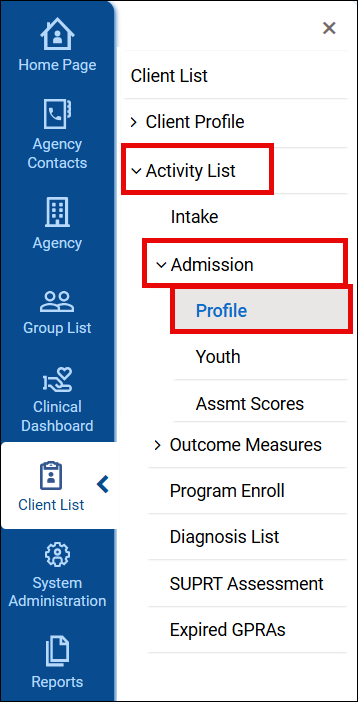 Home Page
Agency
Contacts
Agency
Group List
Clinical
Dashboard
Client List
System
Administration
Reports
Client List
Client Profile
Activity List
Intake
Admission
Profile
Youth
Assmt Scores
Outcome Measures
Program Enroll
Diagnosis List
SUPRT Assessment
Expired GPRAs